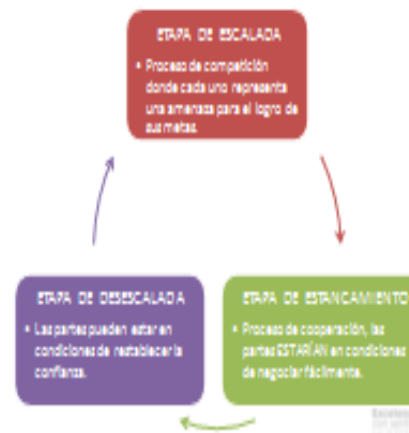 ETAPA DE ESCALADA
• Proceso de competición
donde cada uno representa
una amenaza para el logro de
sus metas.
ETAPA DE DESESCALADA
• Las partes pueden estar en
condiciones de restablecer la
confianza.
ETAPA DE ESTANCAMIENTO
• Proceso de cooperación, las
partes ESTARÍAN en condiciones
de negociar fácilmente.